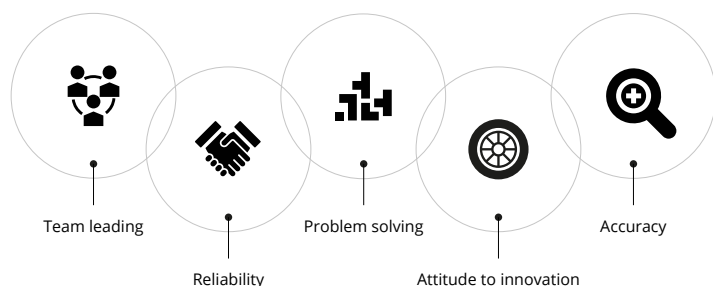 Team leading
Problem solving
Accuracy
Reliability
Attitude to innovation